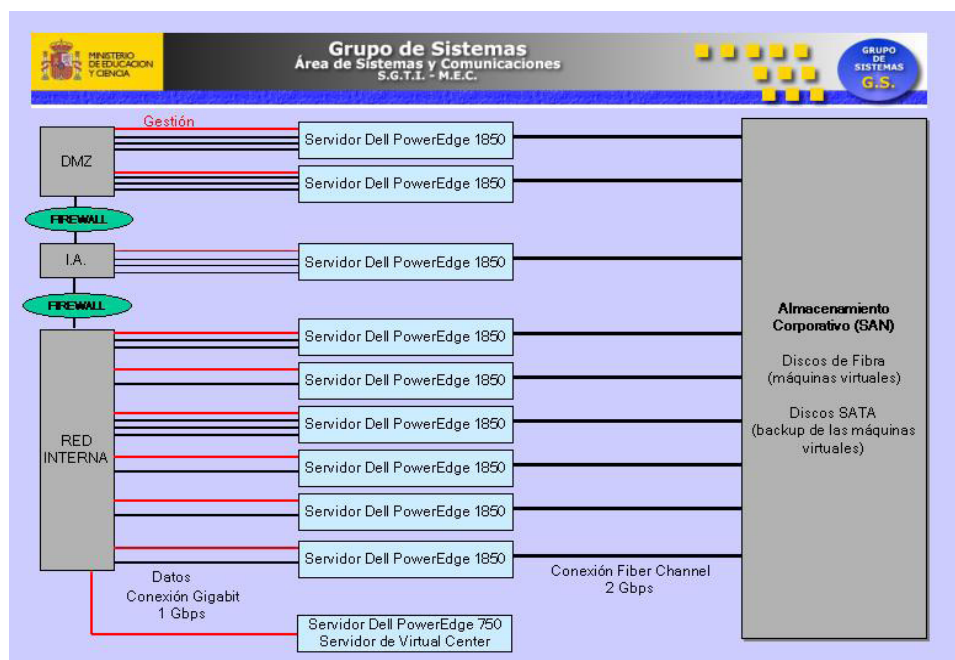 MINISTERIO
DE EDUCACION
Y CIENCIA
Grupo de Sistemas
Área de Sistemas y Comunicaciones
S.G.T.I. - M.E.C.
GRUPO
DE
SISTEMAS
G.S.
Gestión
DMZ
Servidor Dell PowerEdge 1850
Servidor Dell PowerEdge 1850
FIREWALL
I.A.
Servidor Dell PowerEdge 1850
FIREWALL
RED
INTERNA
Servidor Dell PowerEdge 1850
Servidor Dell PowerEdge 1850
Servidor Dell PowerEdge 1850
Servidor Dell PowerEdge 1850
Servidor Dell PowerEdge 1850
Servidor Dell PowerEdge 1850
Datos
Conexión Gigabit
1 Gbps
Conexión Fiber Channel
2 Gbps
Servidor Dell PowerEdge 750
Servidor de Virtual Center
Almacenamiento
Corporativo (SAN)
Discos de Fibra
(máquinas virtuales)
Discos SATA
(backup de las máquinas
virtuales)